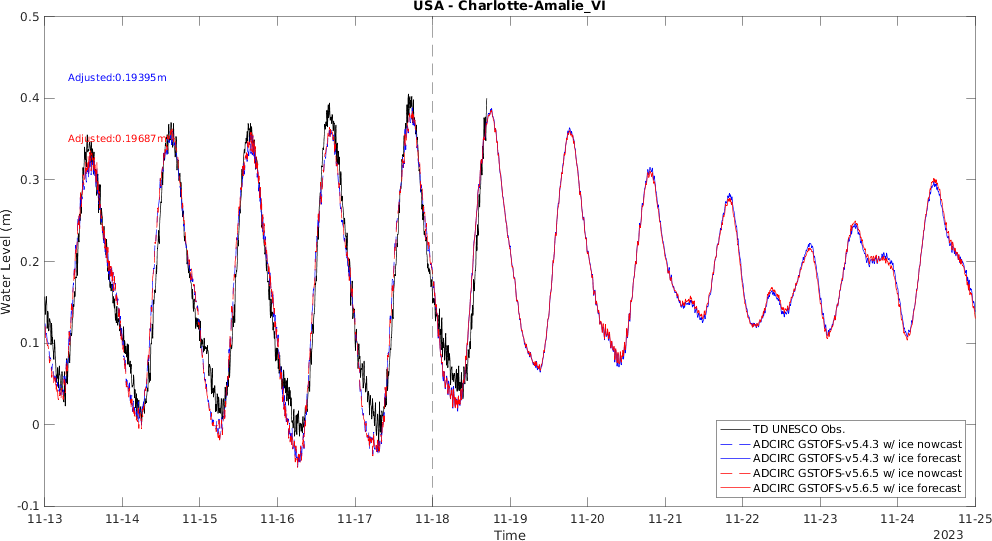 USA - Charlotte-Amalie_VI
0.5
Adjusted:0.19395m
0.4
Adjusted:0.19687m
0.3
0.2
0.1
0
-0.1
Water Level (m)
TD UNESCO Obs.
ADCIRC GSTOFS-v5.4.3 w/ ice nowcast
ADCIRC GSTOFS-v5.4.3 w/ ice forecast
ADCIRC GSTOFS-v5.6.5 w/ ice nowcast
ADCIRC GSTOFS-v5.6.5 w/ ice forecast
11-13 11-14 11-15 11-16 11-17 11-18 11-19 11-20 11-21 11-22 11-23 11-24 11-25
Time
2023